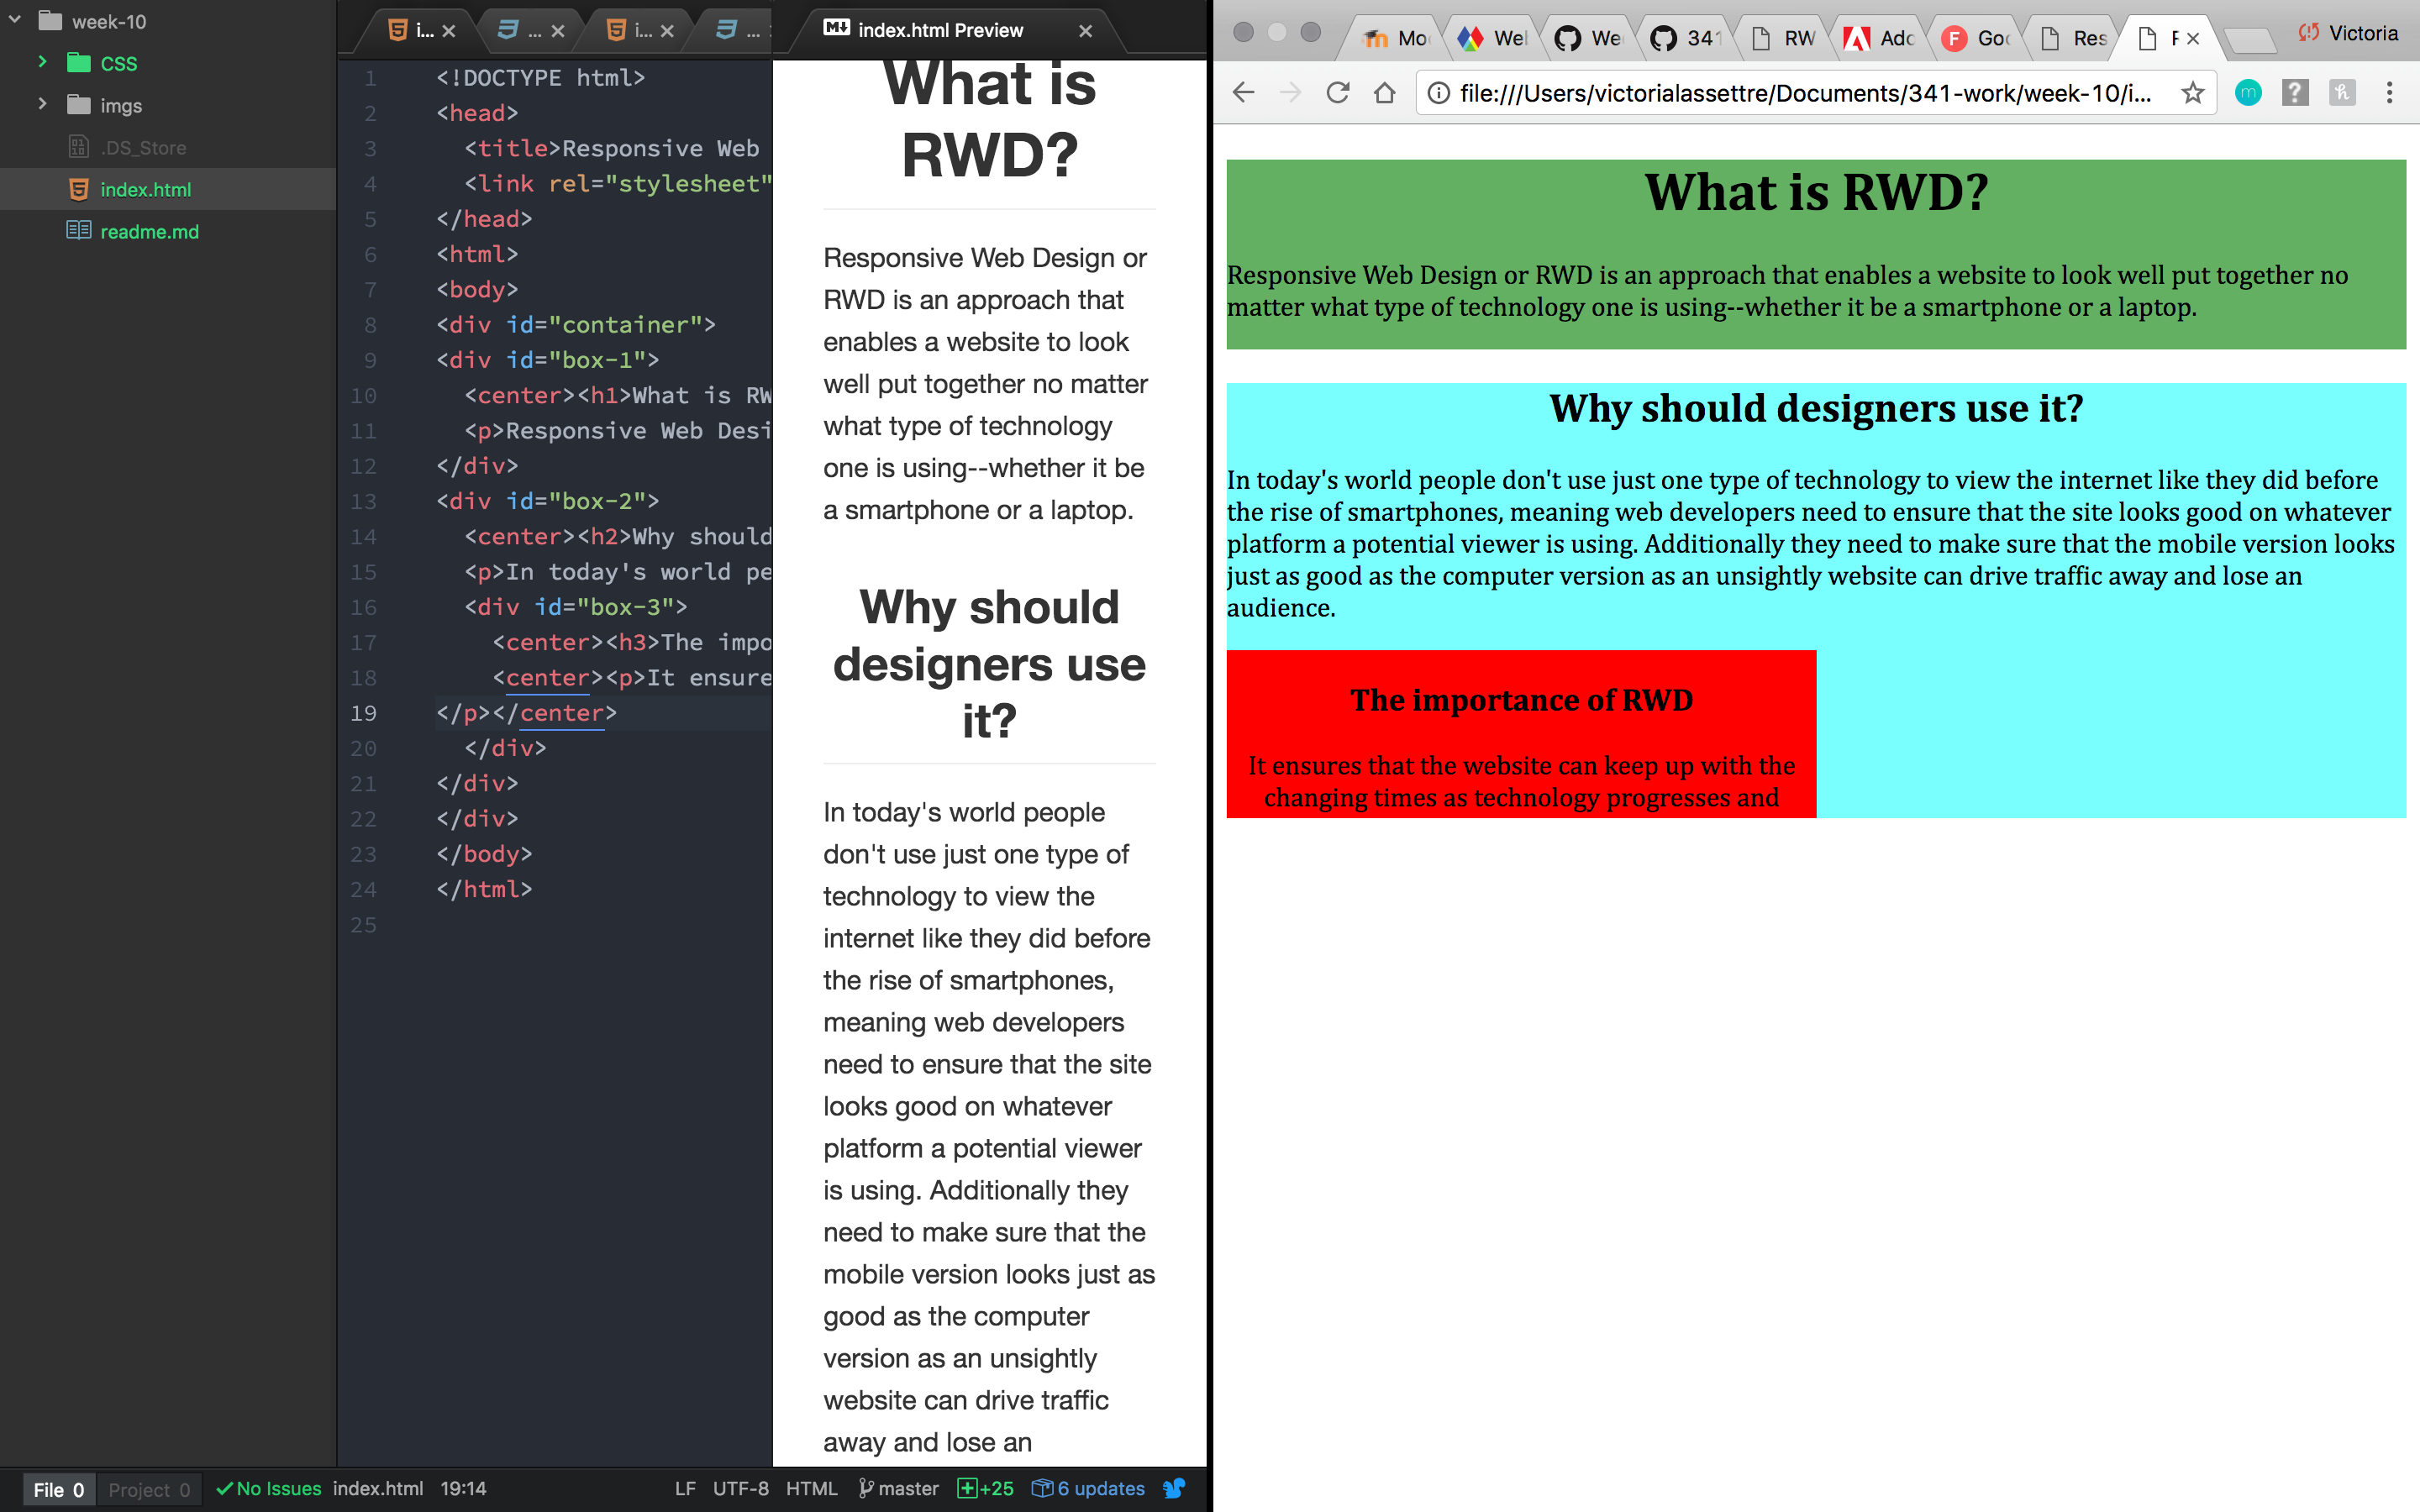 week-10
CSS
imgs
.DS_Store
index.html
readme.md
i...
...
i...
...
1 <!DOCTYPE html>
2 <head>
3 <title>Responsive Web
4 <link rel="stylesheet"
5 </head>
6 <html>
7 <body>
8 <div id="container">
9 <div id="box-1">
10 <center><h1>What is RW
11 <p>Responsive Web Desi
12 </div>
13 <div id="box-2">
14 <center><h2>Why should
15 <p>In today's world pe
16 <div id="box-3">
17 <center><h3>The impo
18 <center><p>It ensure
19 </p></center>
20 </div>
21 </div>
22 </div>
23 </body>
24 </html>
25
M↓ index.html Preview
What is
RWD?
Responsive Web Design or
RWD is an approach that
enables a website to look
well put together no matter
what type of technology
one is using--whether it be
a smartphone or a laptop.
Why should
designers use
it?
In today's world people
don't use just one type of
technology to view the
internet like they did before
the rise of smartphones,
meaning web developers
need to ensure that the site
looks good on whatever
platform a potential viewer
is using. Additionally they
need to make sure that the
mobile version looks just as
good as the computer
version as an unsightly
website can drive traffic
away and lose an
File 0 Project 0 No Issues index.html 19:14 LF UTF-8 HTML master +25 6 updates
Mo We 341 RW Ado F Goo Res Victoria
file:///Users/victorialassettre/Documents/341-work/week-10/i... m ? h
What is RWD?
Responsive Web Design or RWD is an approach that enables a website to look well put together no
matter what type of technology one is using--whether it be a smartphone or a laptop.
Why should designers use it?
In today's world people don't use just one type of technology to view the internet like they did before
the rise of smartphones, meaning web developers need to ensure that the site looks good on whatever
platform a potential viewer is using. Additionally they need to make sure that the mobile version looks
just as good as the computer version as an unsightly website can drive traffic away and lose an
audience.
The importance of RWD
It ensures that the website can keep up with the
changing times as technology progresses and